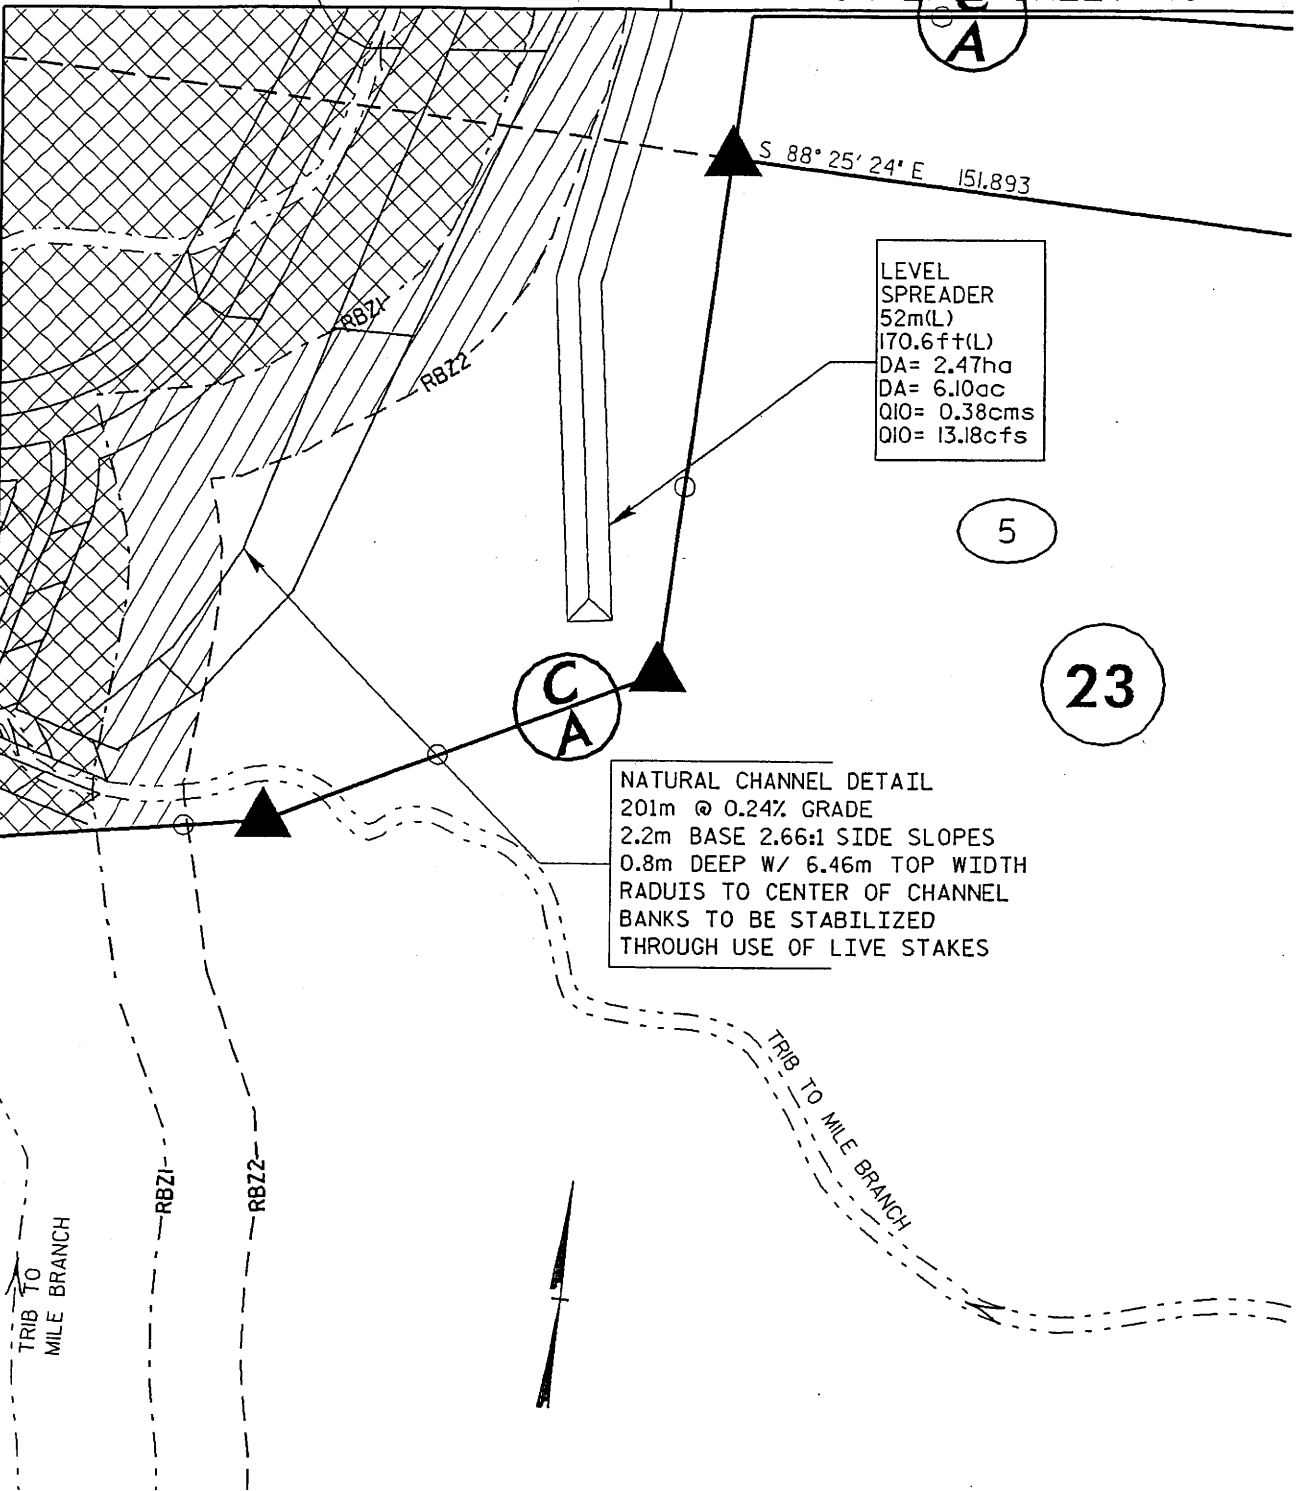 C
A
S 88° 25' 24" E 151.893
LEVEL
SPREADER
52m(L)
170.6ft(L)
DA= 2.47ha
DA= 6.10ac
Q10= 0.38cms
Q10= 13.18cfs
RBZ1
RBZ2
5
23
C
A
NATURAL CHANNEL DETAIL
201m @ 0.24% GRADE
2.2m BASE 2.66:1 SIDE SLOPES
0.8m DEEP W/ 6.46m TOP WIDTH
RADUIS TO CENTER OF CHANNEL
BANKS TO BE STABILIZED
THROUGH USE OF LIVE STAKES
TRIB TO MILE BRANCH
RBZ1
RBZ2
TRIB TO
MILE BRANCH